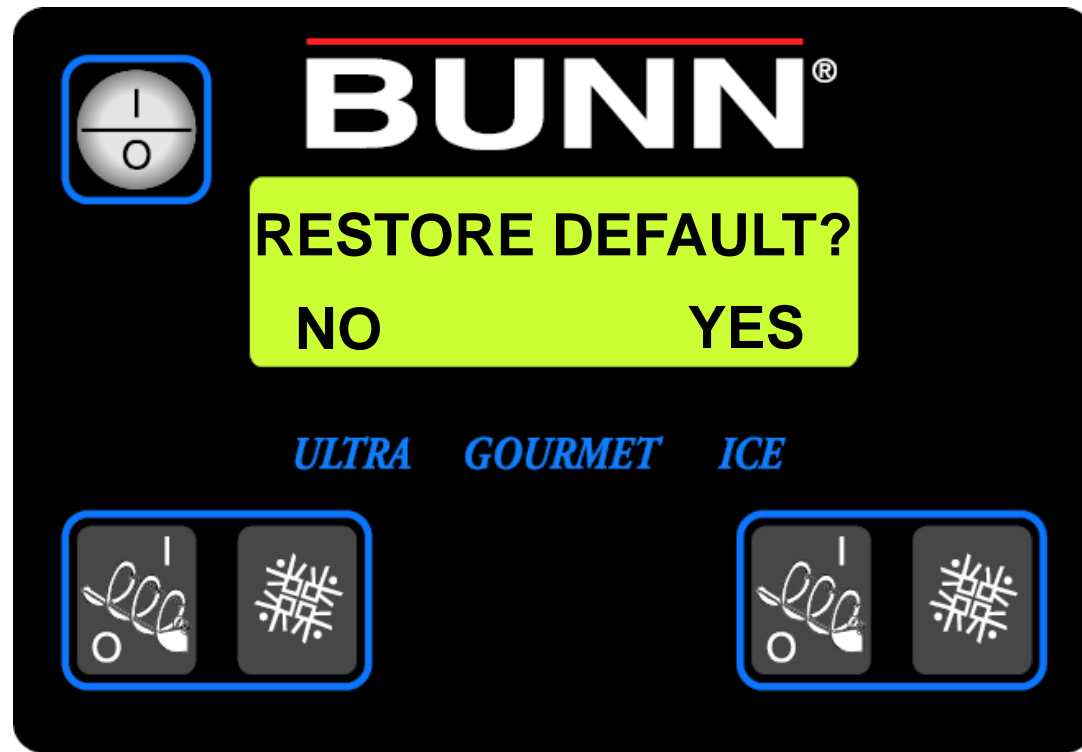 I
O
BUNN®
RESTORE DEFAULT?
NO YES
ULTRA GOURMET ICE
I
O
I
O